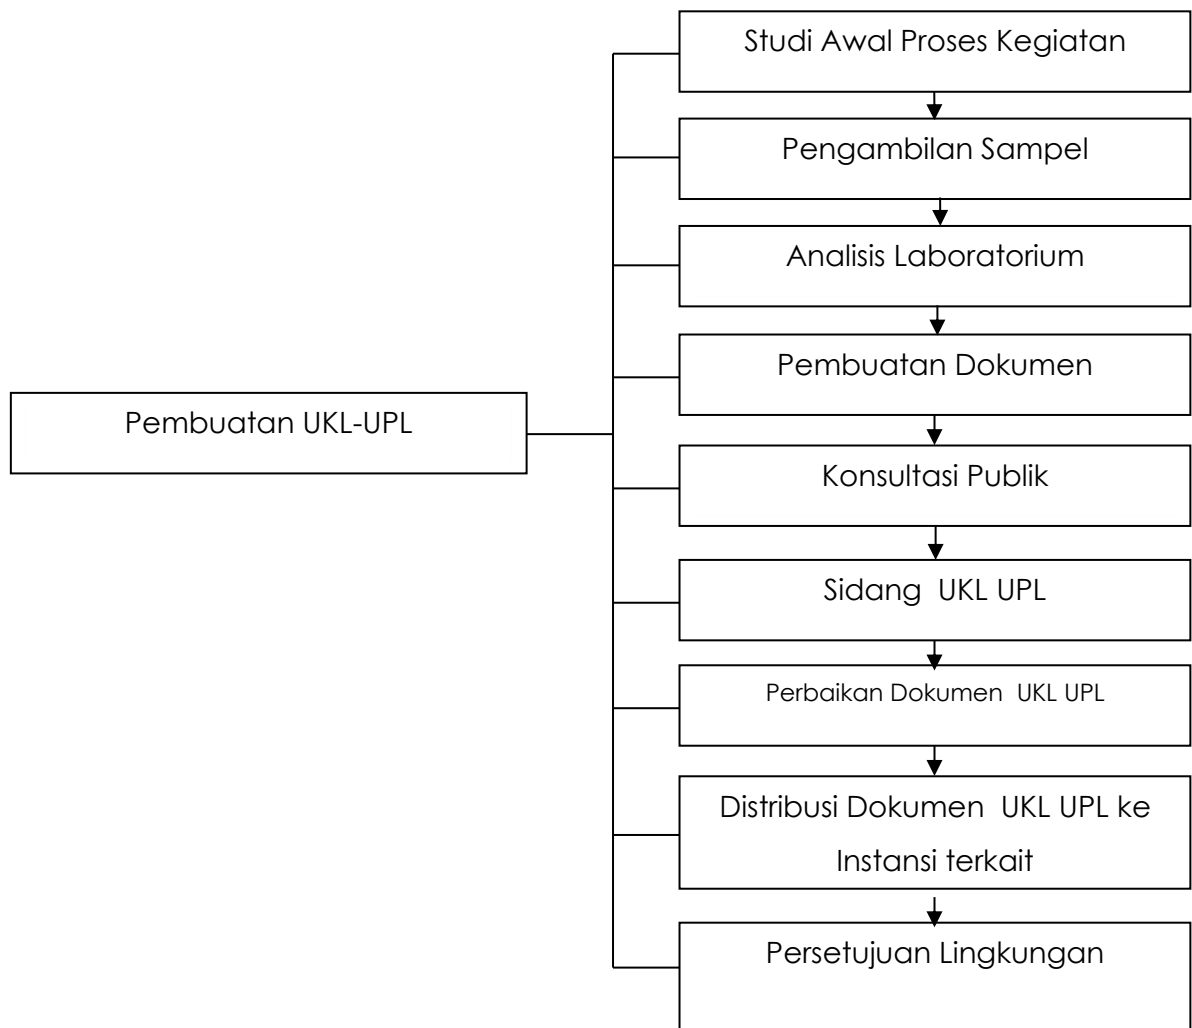 Studi Awal Proses Kegiatan
Pengambilan Sampel
Analisis Laboratorium
Pembuatan Dokumen
Pembuatan UKL-UPL
Konsultasi Publik
Sidang UKL UPL
Perbaikan Dokumen UKL UPL
Distribusi Dokumen UKL UPL ke
Instansi terkait
Persetujuan Lingkungan